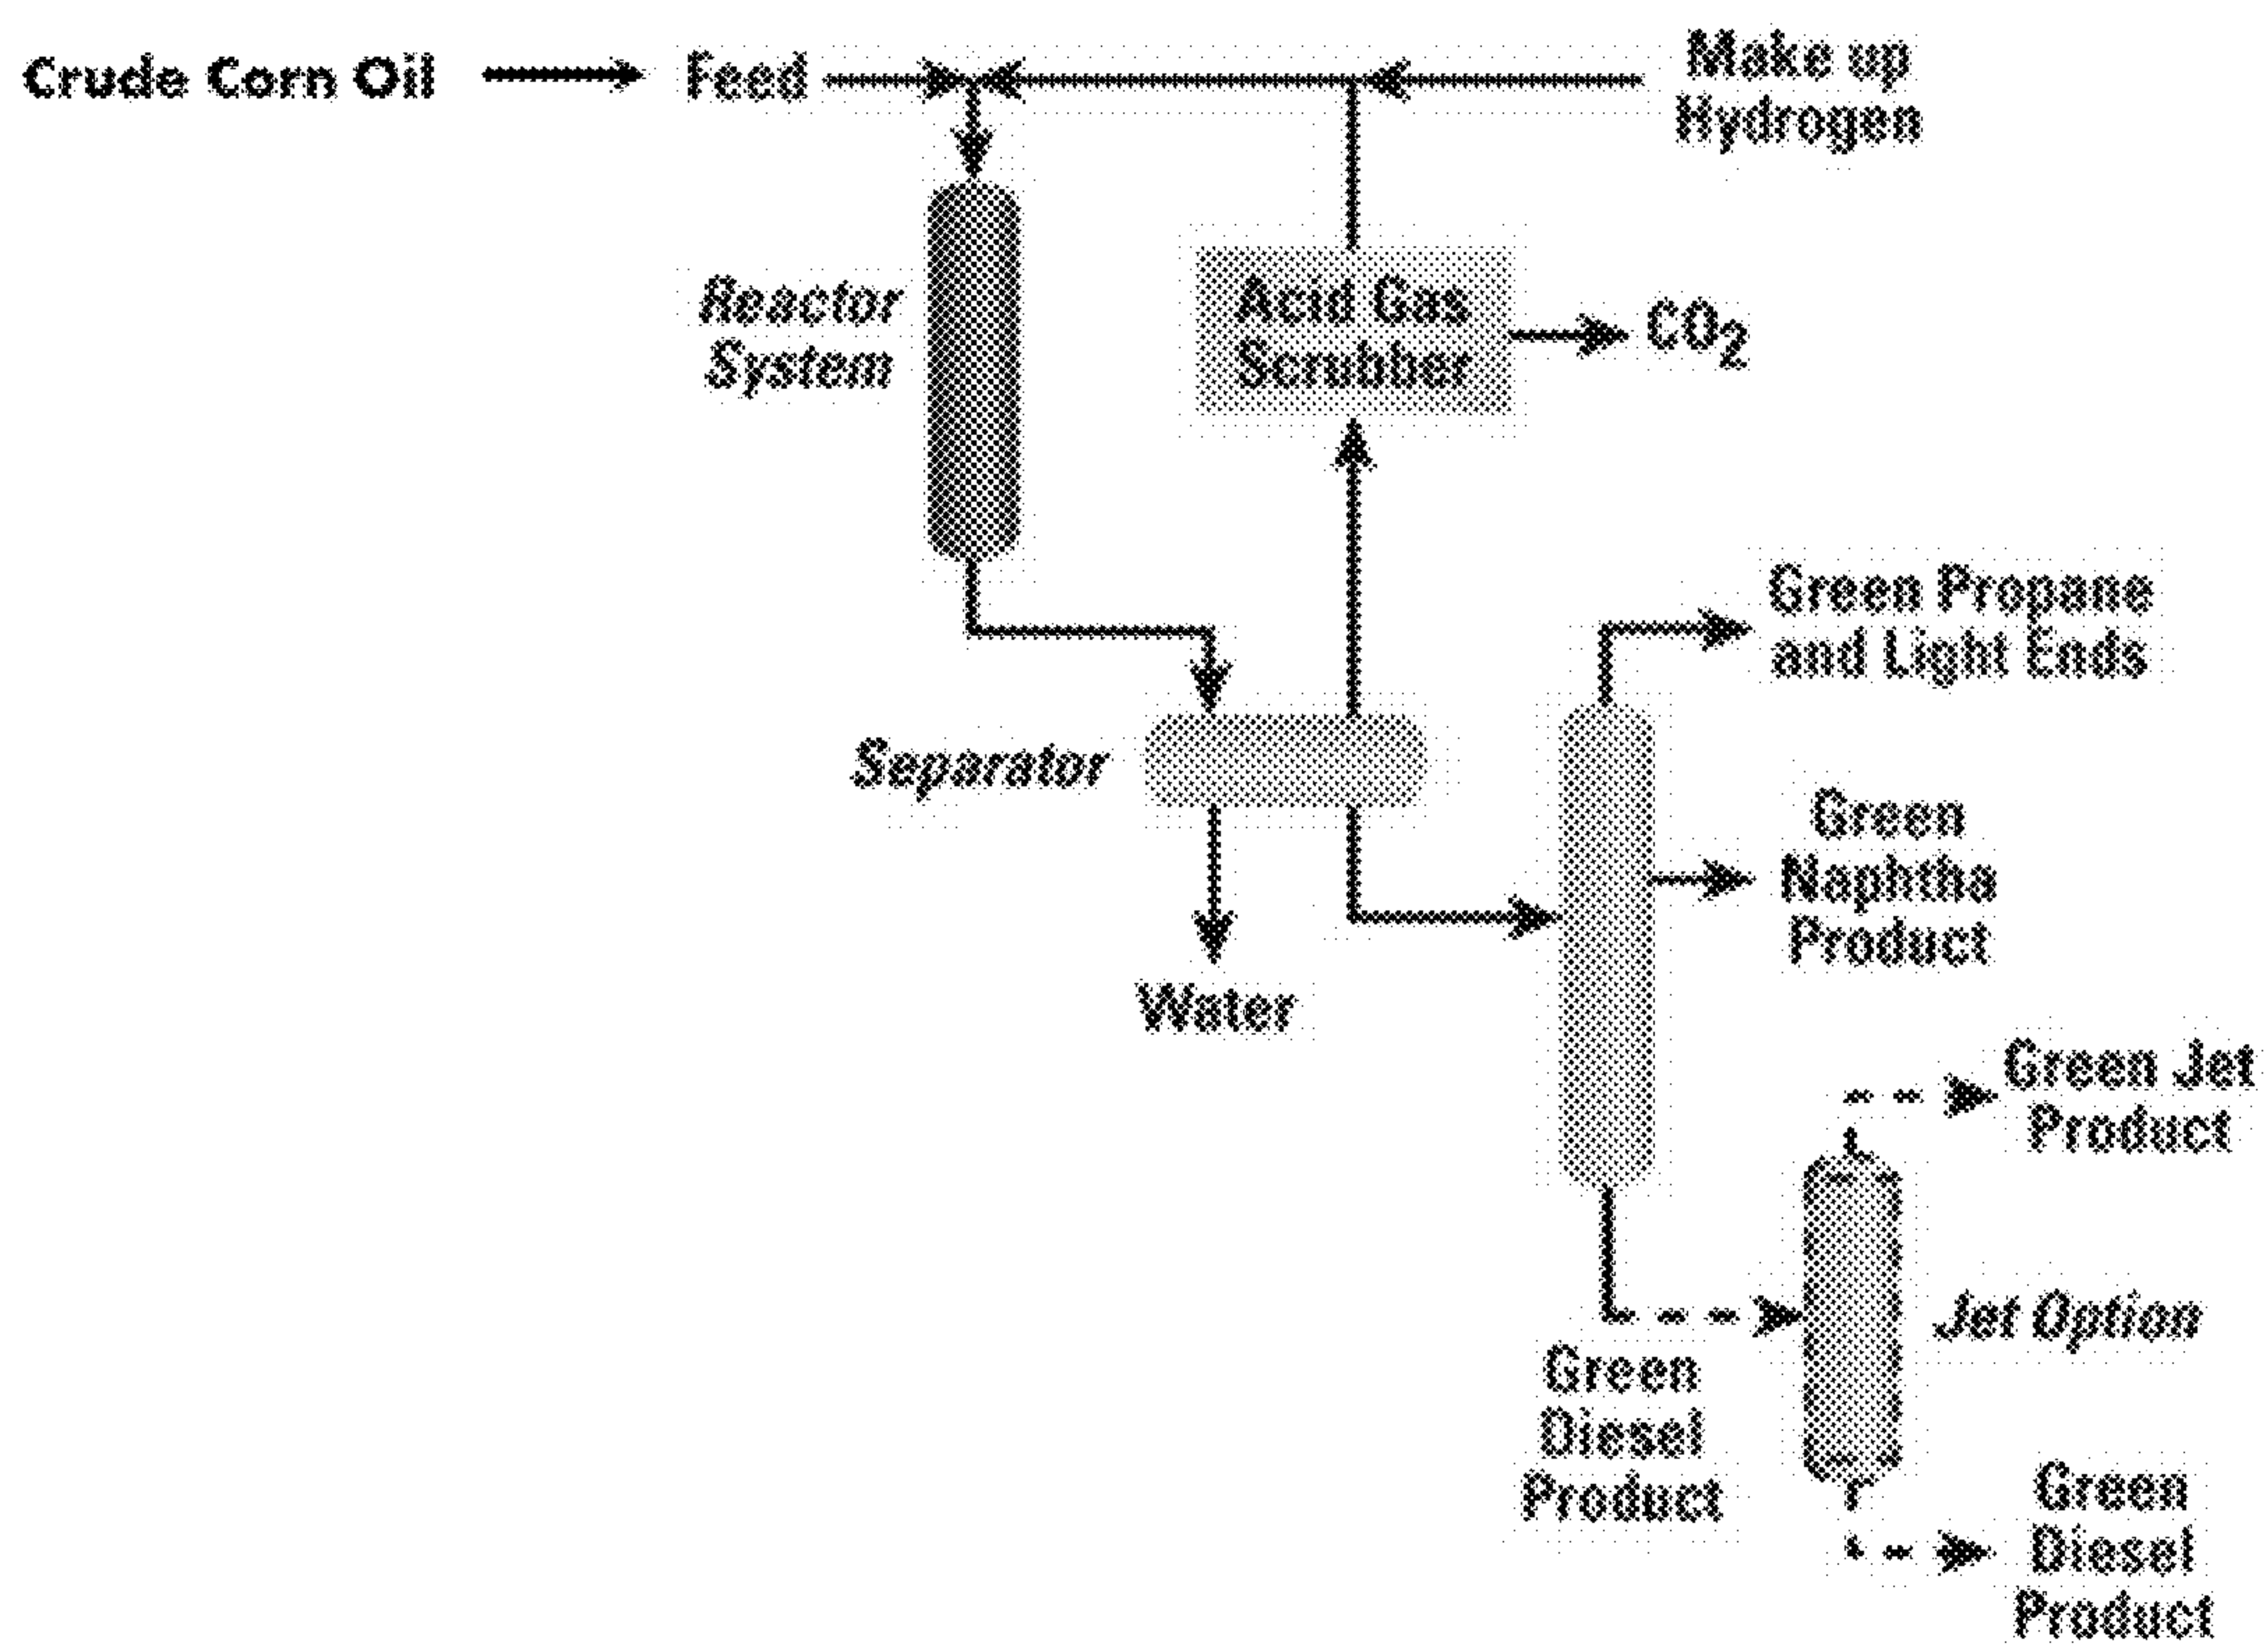 Crude Corn Oil
Feed
Make up
Hydrogen
Reactor
System
Acid Gas
Scrubber
CO2
Green Propane
and Light Ends
Separator
Green
Naphtha
Product
Water
Green Jet
Product
Jet Option
Green
Diesel
Product
Green
Diesel
Product